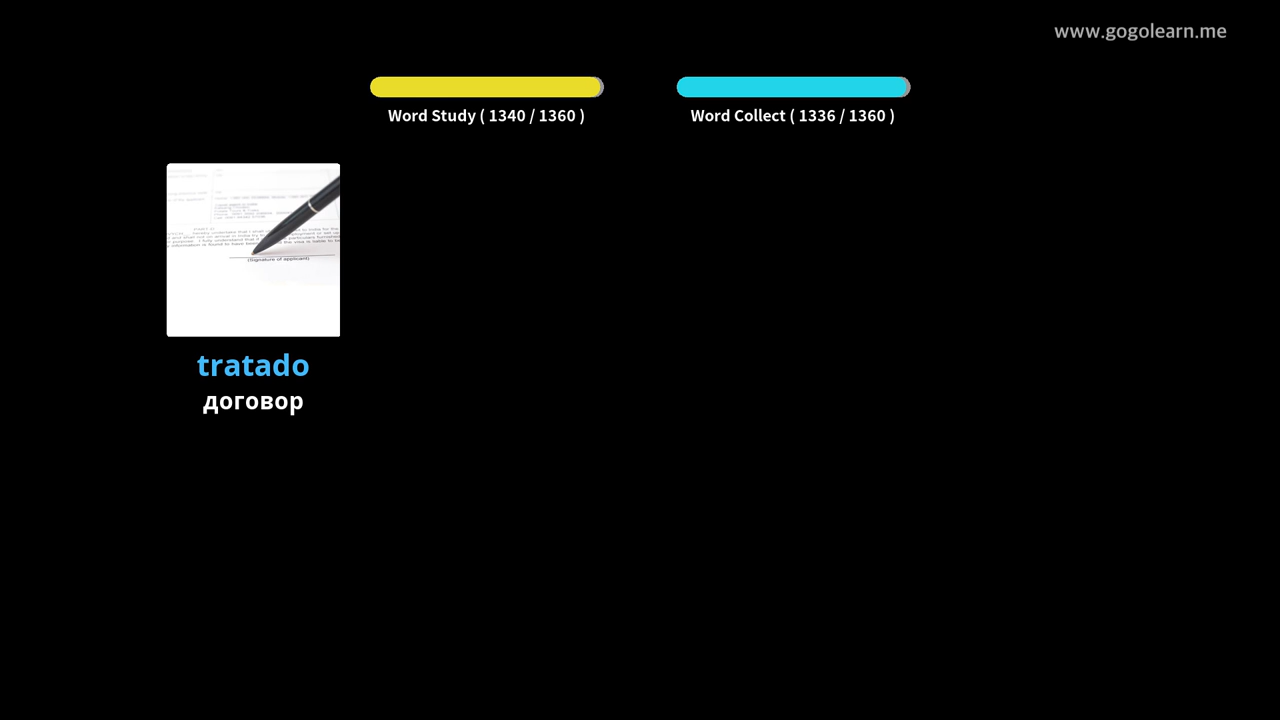 www.gogolearn.me
Word Study ( 1340 / 1360 )
Word Collect ( 1336 / 1360 )
(Signature of applicant)
tratado
договор